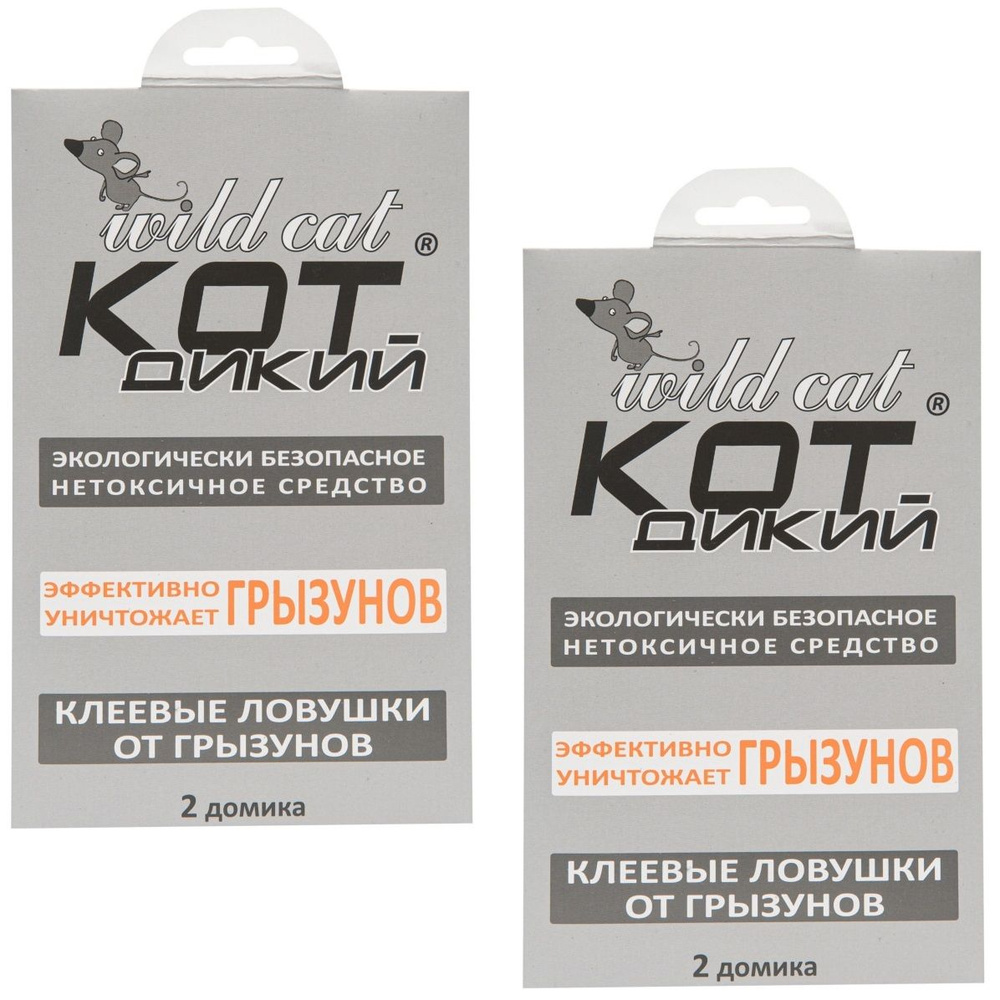 wild cat
КОТ ®
ДИКИЙ
ЭКОЛОГИЧЕСКИ БЕЗОПАСНОЕ
НЕТОКСИЧНОЕ СРЕДСТВО
ЭФФЕКТИВНО
УНИЧТОЖАЕТ ГРЫЗУНОВ
КЛЕЕВЫЕ ЛОВУШКИ
ОТ ГРЫЗУНОВ
2 домика
wild cat
КОТ ®
ДИКИЙ
ЭКОЛОГИЧЕСКИ БЕЗОПАСНОЕ
НЕТОКСИЧНОЕ СРЕДСТВО
ЭФФЕКТИВНО
УНИЧТОЖАЕТ ГРЫЗУНОВ
КЛЕЕВЫЕ ЛОВУШКИ
ОТ ГРЫЗУНОВ
2 домика